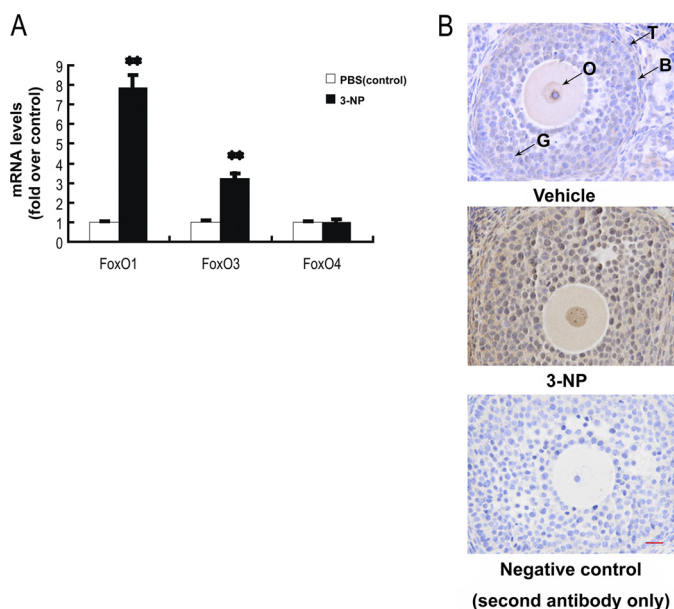 A
mRNA levels
(fold over control)
9
8
7
6
5
4
3
2
1
0
**
**
PBS(control)
3-NP
FoxO1
FoxO3
FoxO4
B
T
B
O
G
Vehicle
3-NP
Negative control
(second antibody only)